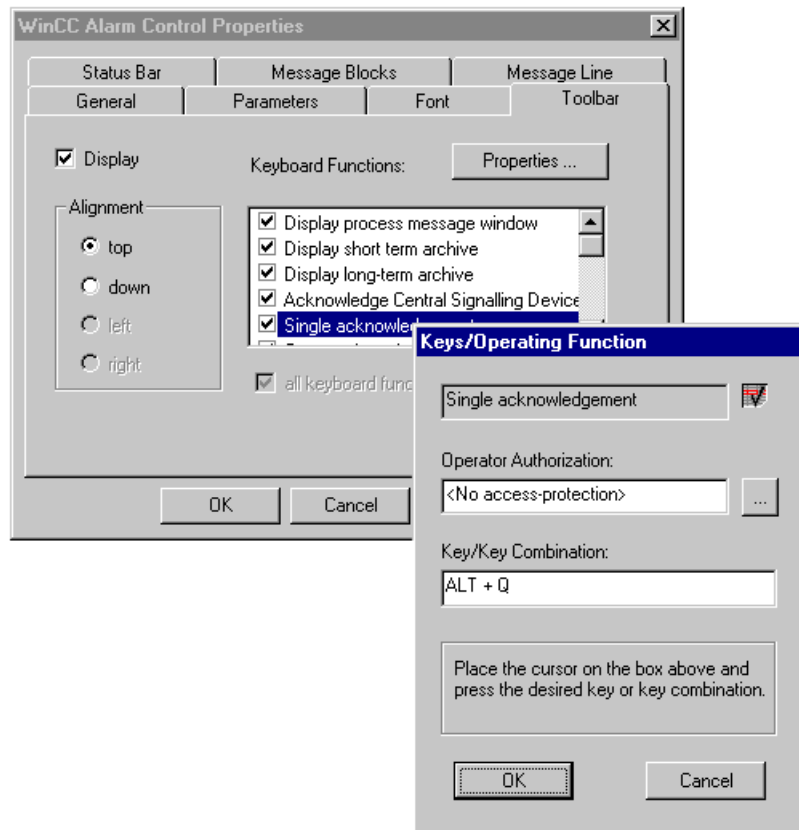 WinCC Alarm Control Properties
Status Bar
Message Blocks
Message Line
General
Parameters
Font
Toolbar
Display
Keyboard Functions:
Properties ...
Alignment
top
down
left
right
Display process message window
Display short term archive
Display long-term archive
Acknowledge Central Signalling Device
Single
all keyboard
OK
Cancel
Keys/Operating Function
Single acknowledgement
Operator Authorization:
<No access-protection>
...
Key/Key Combination:
ALT + Q
Place the cursor on the box above and
press the desired key or key combination.
OK
Cancel